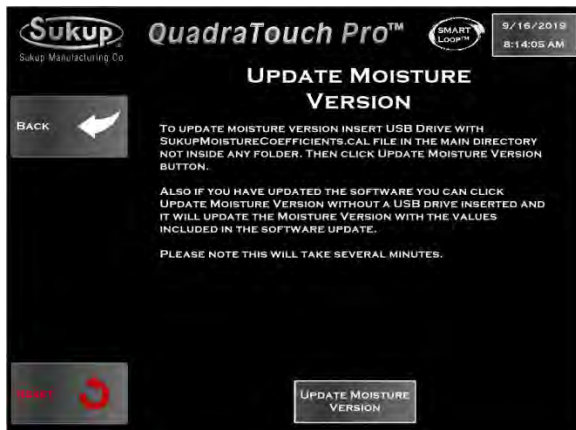 Sukup
Sukup Manufacturing Co
QuadraTouch Pro™
SMART
LOOP™
9/16/2019
8:14:05 AM
UPDATE MOISTURE
VERSION
BACK
TO UPDATE MOISTURE VERSION INSERT USB DRIVE WITH
SUKUPMOISTURECOEFFICIENTS.CAL FILE IN THE MAIN DIRECTORY
NOT INSIDE ANY FOLDER. THEN CLICK UPDATE MOISTURE VERSION
BUTTON.
ALSO IF YOU HAVE UPDATED THE SOFTWARE YOU CAN CLICK
UPDATE MOISTURE VERSION WITHOUT A USB DRIVE INSERTED AND
IT WILL UPDATE THE MOISTURE VERSION WITH THE VALUES
INCLUDED IN THE SOFTWARE UPDATE.
PLEASE NOTE THIS WILL TAKE SEVERAL MINUTES.
UPDATE MOISTURE
VERSION